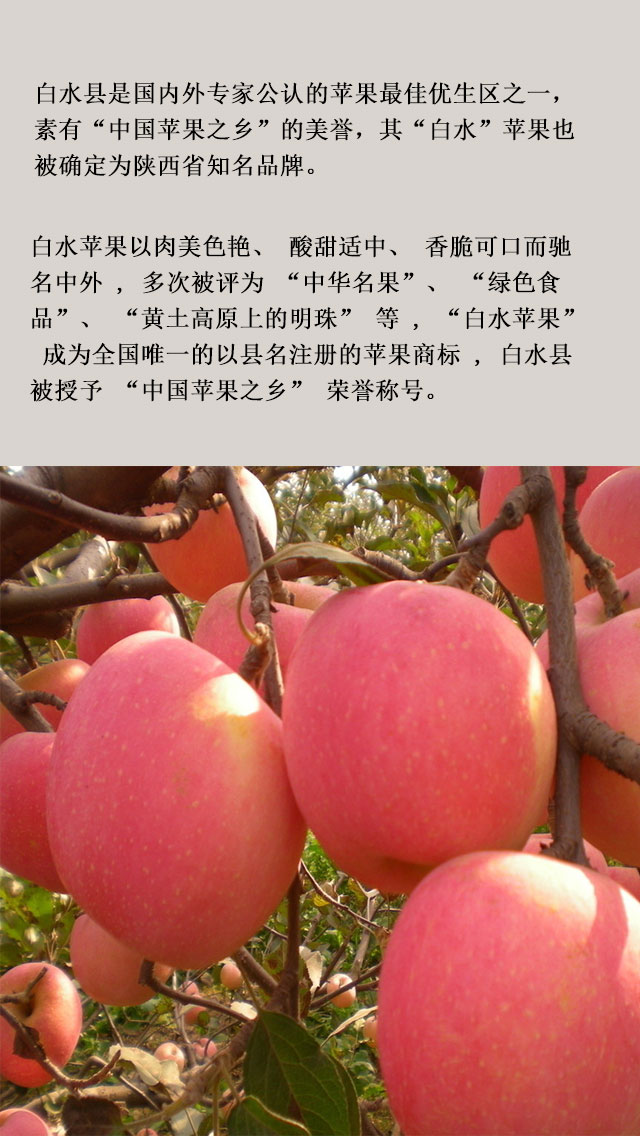 白水县是国内外专家公认的苹果最佳优生区之一，
素有“中国苹果之乡”的美誉，其“白水”苹果也
被确定为陕西省知名品牌。
白水苹果以肉美色艳、 酸甜适中、 香脆可口而驰
名中外 ，多次被评为 “中华名果”、 “绿色食
品”、 “黄土高原上的明珠” 等 ，“白水苹果”
成为全国唯一的以县名注册的苹果商标 ，白水县
被授予 “中国苹果之乡” 荣誉称号。